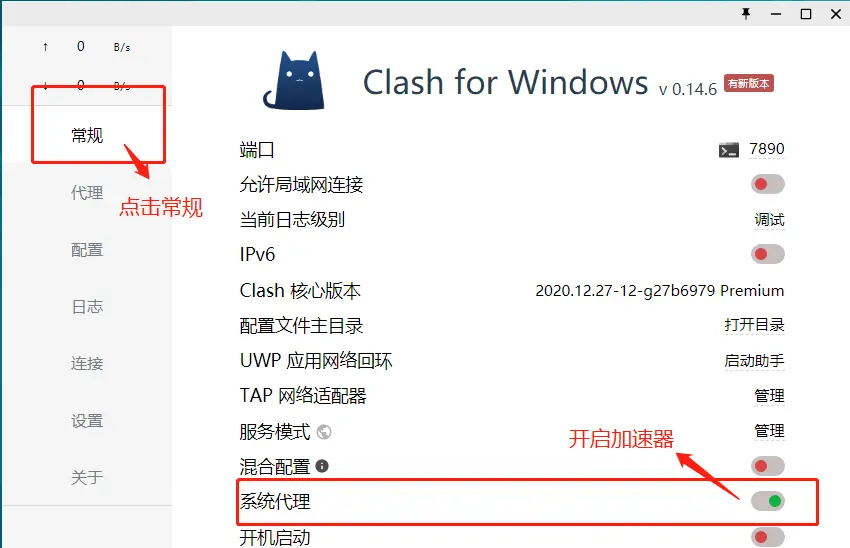 ↑ 0 B/s
↓ 0 B/s
常规
点击常规
代理
配置
日志
连接
设置
关于
Clash for Windows v 0.14.6 有新版本
端口 7890
允许局域网连接
当前日志级别 调试
IPv6
Clash 核心版本 2020.12.27-12-g27b6979 Premium
配置文件主目录 打开目录
UWP 应用网络回环 启动助手
TAP 网络适配器 管理
服务模式 管理
开启加速器
混合配置
系统代理
开机启动